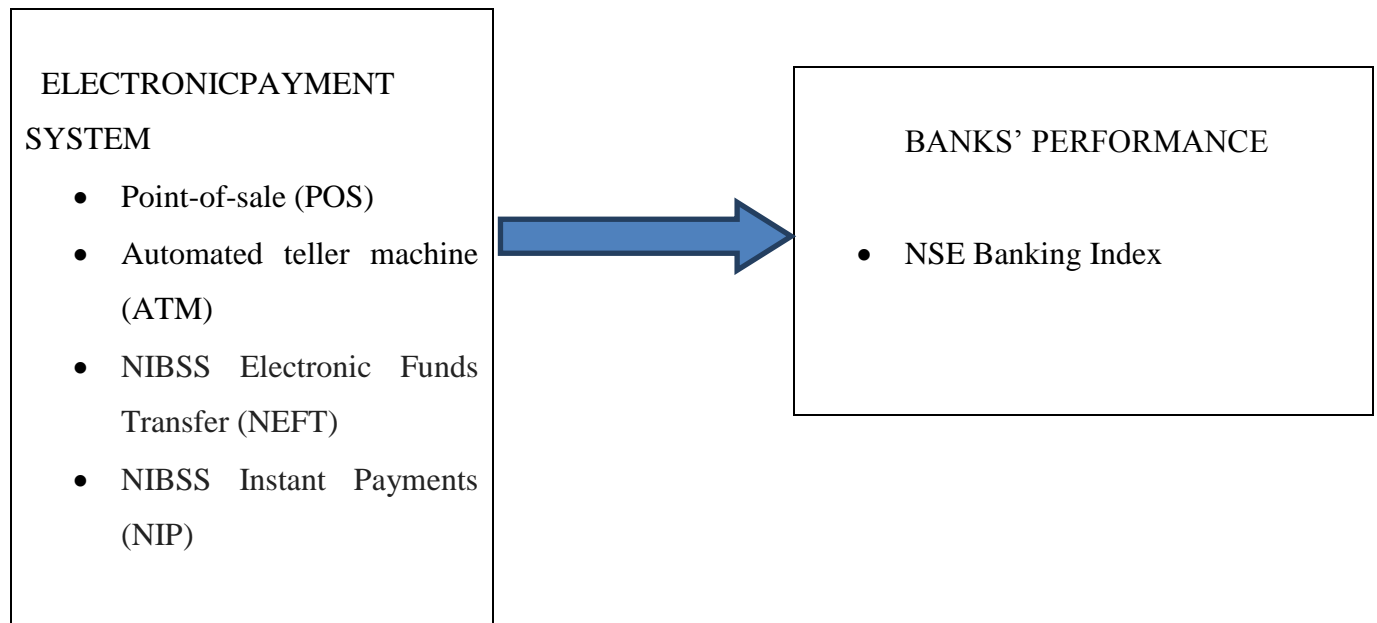 ELECTRONICPAYMENT
SYSTEM
• Point-of-sale (POS)
• Automated teller machine
(ATM)
• NIBSS Electronic Funds
Transfer (NEFT)
• NIBSS Instant Payments
(NIP)
BANKS’ PERFORMANCE
• NSE Banking Index